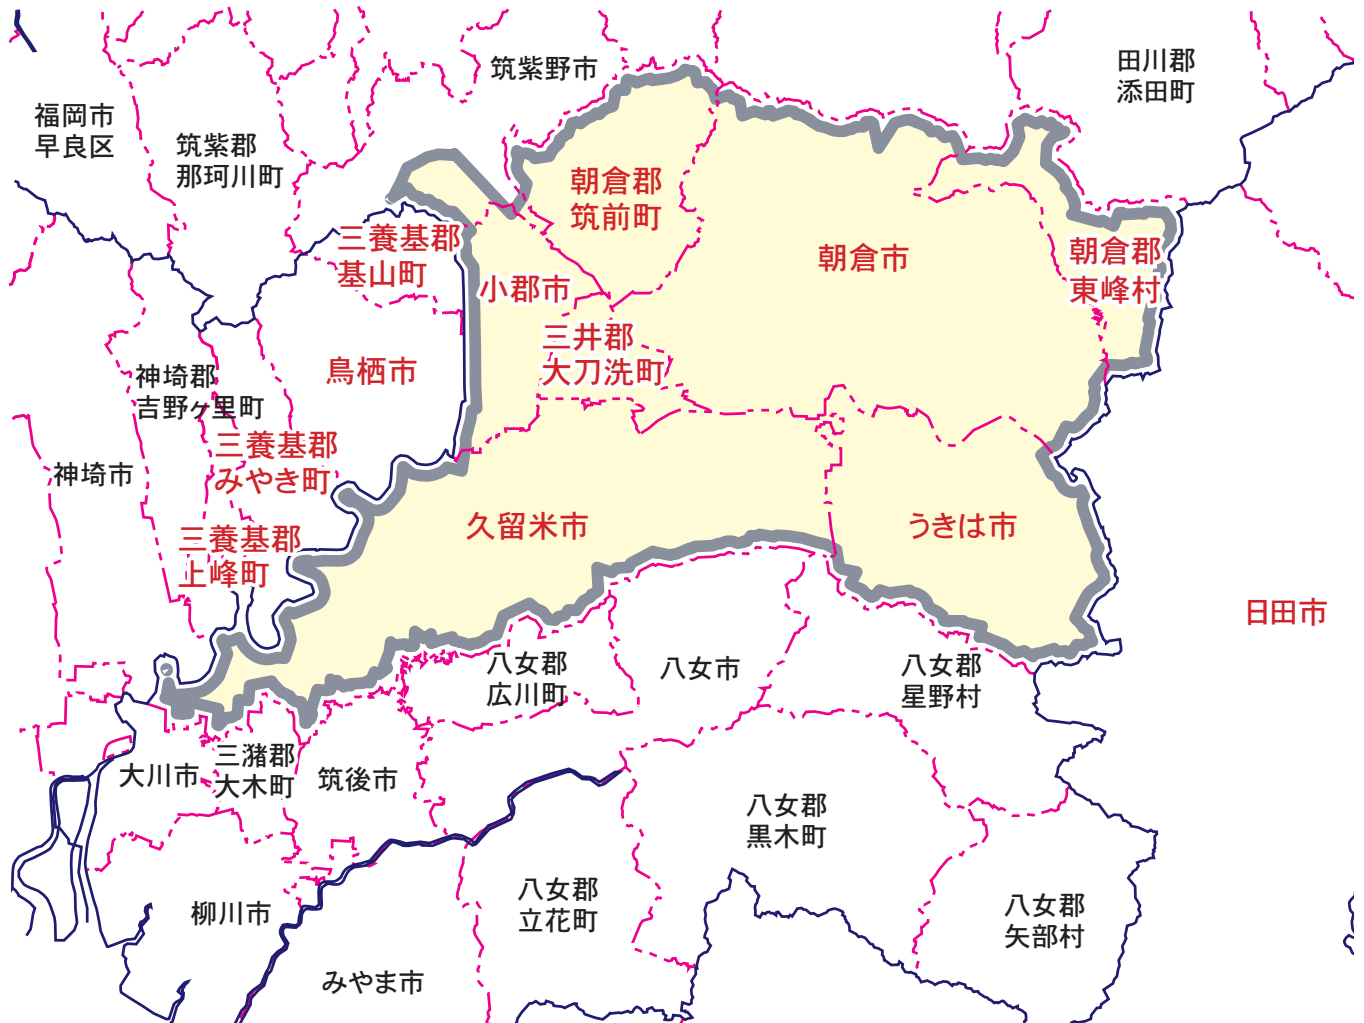 筑紫野市
田川郡
添田町
福岡市
早良区
筑紫郡
那珂川町
朝倉郡
筑前町
三養基郡
基山町
朝倉市
朝倉郡
東峰村
小郡市
三井郡
大刀洗町
鳥栖市
神埼郡
吉野ヶ里町
三養基郡
みやき町
神埼市
久留米市
うきは市
三養基郡
上峰町
日田市
八女郡
広川町
八女市
八女郡
星野村
大川市
三潴郡
大木町
筑後市
八女郡
黒木町
柳川市
八女郡
立花町
八女郡
矢部村
みやま市